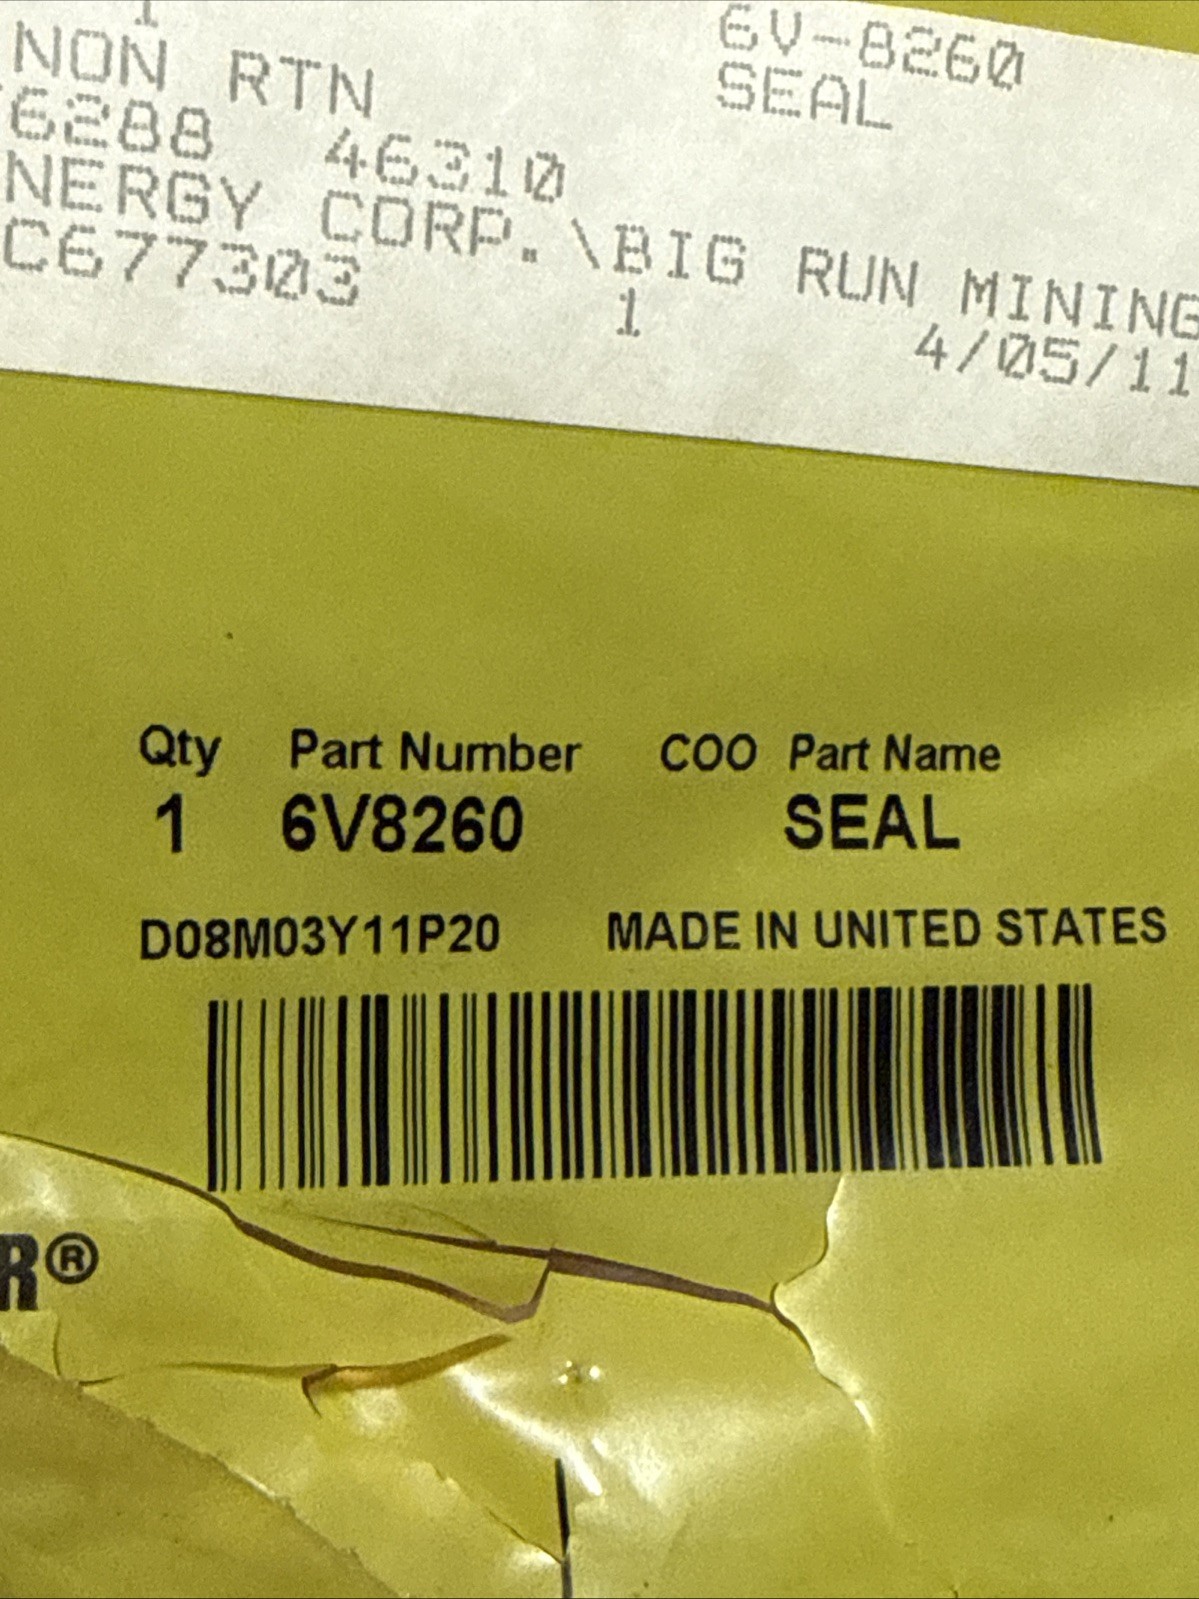 1
NON RTN
6V-8260
SEAL
6288 46310
NERGY CORP.\BIG RUN MINING
C677303 1 4/05/11
Qty Part Number COO Part Name
1 6V8260 SEAL
D08M03Y11P20 MADE IN UNITED STATES
R®